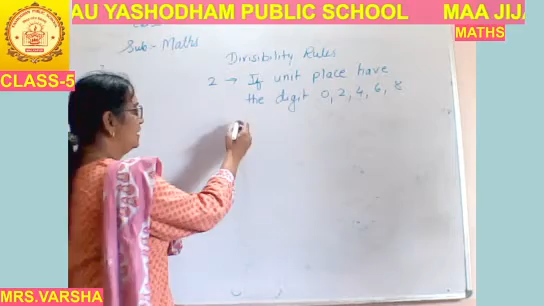 AU YASHODHAM PUBLIC SCHOOL MAA JIJA
MATHS
CLASS-5
Sub- Maths
Divisibility Rules
2 → If unit place have
the digit 0, 2, 4, 6, 8
MRS.VARSHA